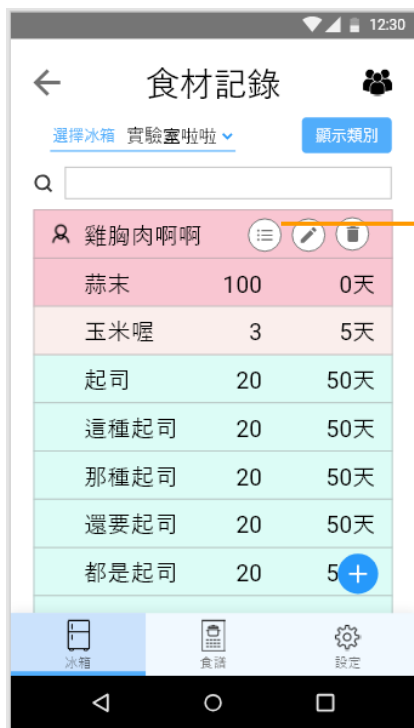 12:30
食材記錄
選擇冰箱 實驗室啦啦 顯示類別
雞胸肉啊啊
蒜末 100 0天
玉米喔 3 5天
起司 20 50天
這種起司 20 50天
那種起司 20 50天
還要起司 20 50天
都是起司 20 5
冰箱 食譜 設定